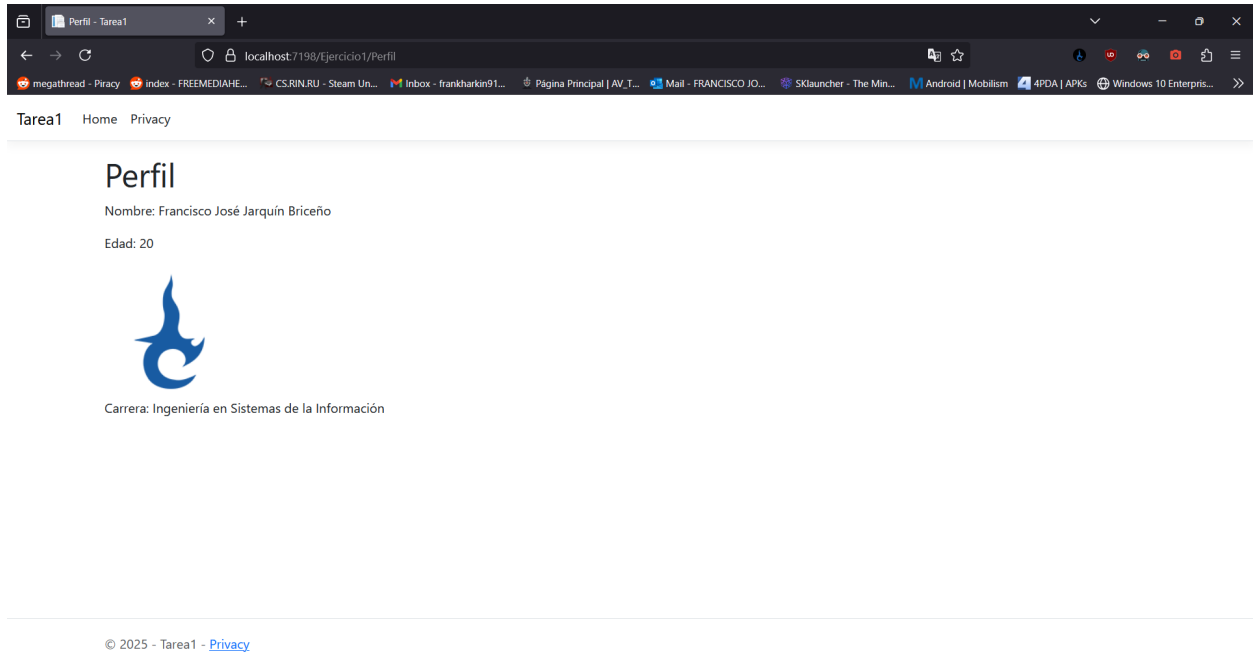 Perfil - Tarea1
localhost:7198/Ejercicio1/Perfil
megathread - Piracy index - FREEMEDIAHE... CS.RIN.RU - Steam Un... Inbox - frankharkin91... Página Principal | AV_T... Mail - FRANCISCO JO... SKlauncher - The Min... Android | Mobilism 4PDA | APKs Windows 10 Enterpris...
Tarea1 Home Privacy
Perfil
Nombre: Francisco José Jarquín Briceño
Edad: 20
Carrera: Ingeniería en Sistemas de la Información
© 2025 - Tarea1 - Privacy